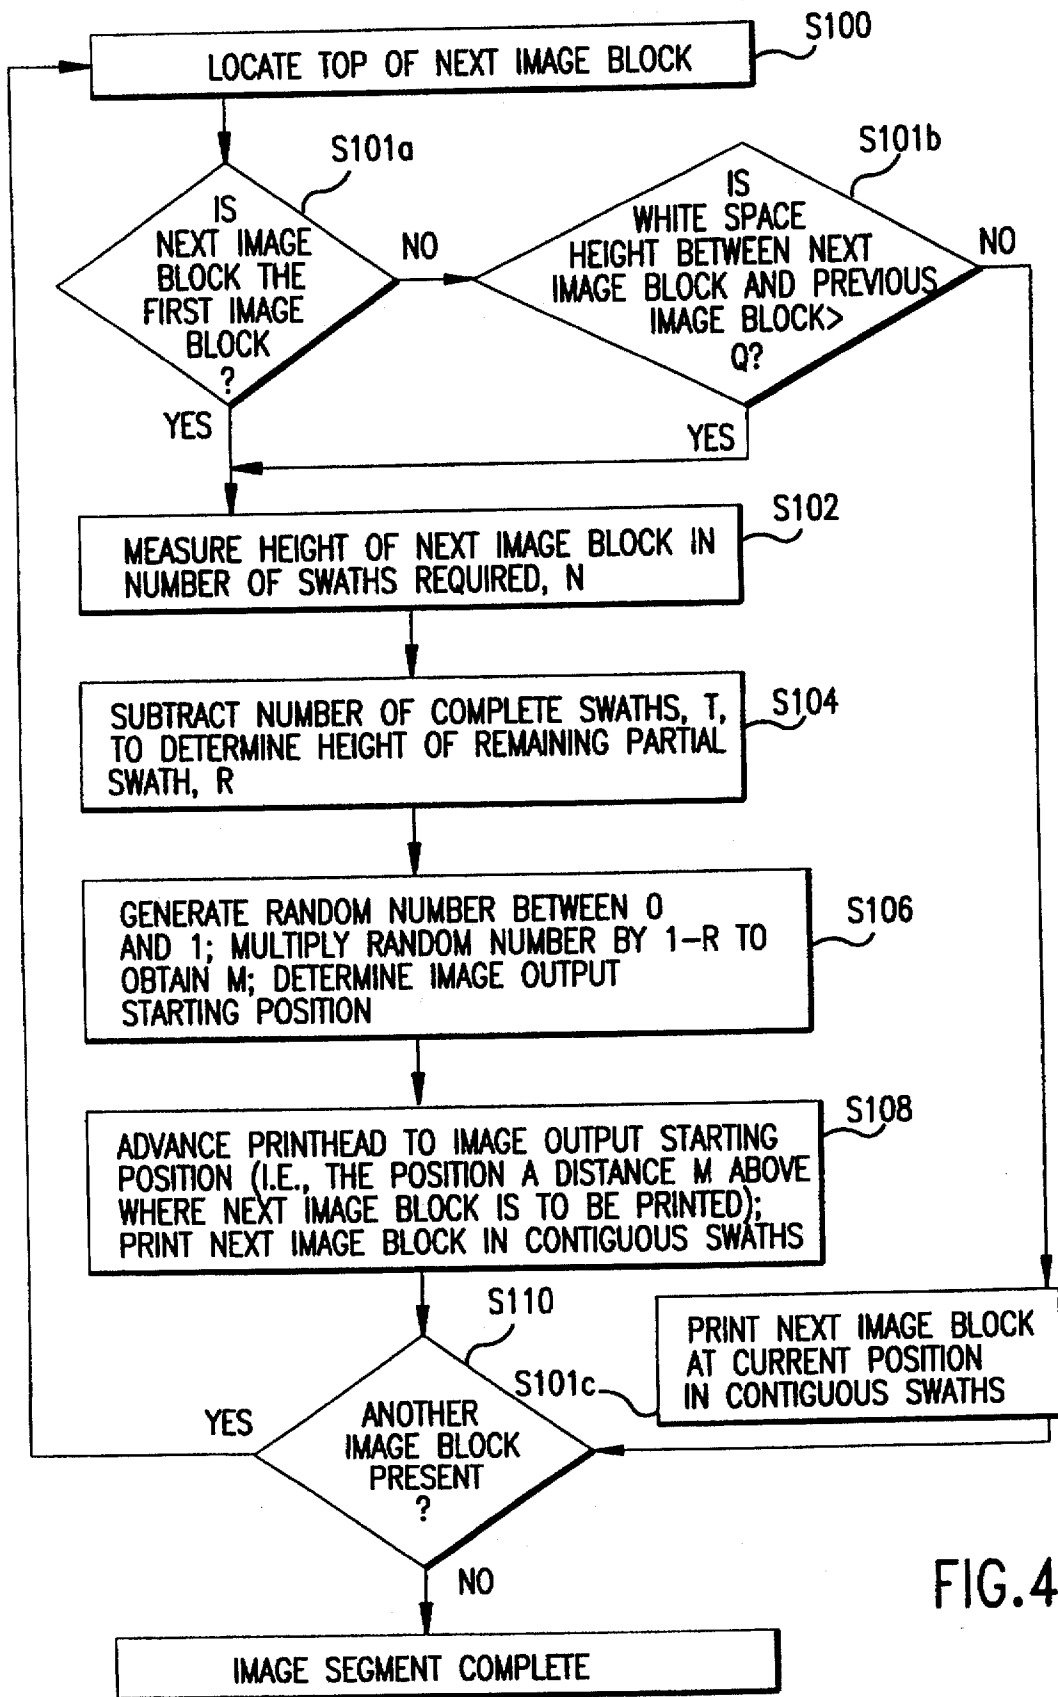 S100
LOCATE TOP OF NEXT IMAGE BLOCK
S101a
IS
NEXT IMAGE
BLOCK THE
FIRST IMAGE
BLOCK
?
NO
YES
S101b
IS
WHITE SPACE
HEIGHT BETWEEN NEXT
IMAGE BLOCK AND PREVIOUS
IMAGE BLOCK>
Q?
NO
YES
S102
MEASURE HEIGHT OF NEXT IMAGE BLOCK IN
NUMBER OF SWATHS REQUIRED, N
S104
SUBTRACT NUMBER OF COMPLETE SWATHS, T,
TO DETERMINE HEIGHT OF REMAINING PARTIAL
SWATH, R
S106
GENERATE RANDOM NUMBER BETWEEN 0
AND 1; MULTIPLY RANDOM NUMBER BY 1-R TO
OBTAIN M; DETERMINE IMAGE OUTPUT
STARTING POSITION
S108
ADVANCE PRINTHEAD TO IMAGE OUTPUT STARTING
POSITION (I.E., THE POSITION A DISTANCE M ABOVE
WHERE NEXT IMAGE BLOCK IS TO BE PRINTED);
PRINT NEXT IMAGE BLOCK IN CONTIGUOUS SWATHS
S110
S101c
PRINT NEXT IMAGE BLOCK
AT CURRENT POSITION
IN CONTIGUOUS SWATHS
YES
ANOTHER
IMAGE BLOCK
PRESENT
?
NO
FIG.4
IMAGE SEGMENT COMPLETE